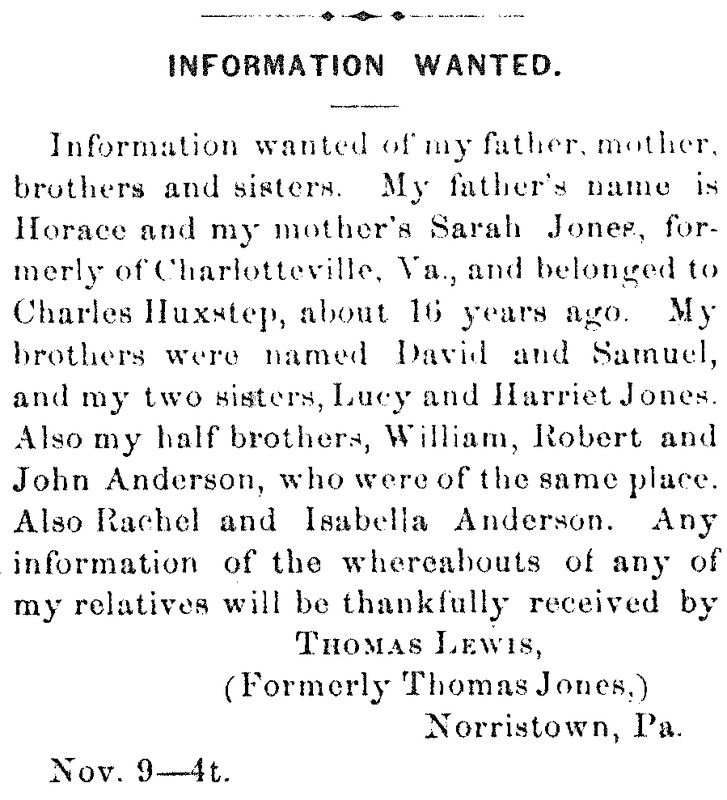 INFORMATION WANTED.
Information wanted of my father, mother,
brothers and sisters. My father's name is
Horace and my mother's Sarah Jones, for-
merly of Charlotteville, Va., and belonged to
Charles Huxstep, about 16 years ago. My
brothers were named David and Samuel,
and my two sisters, Lucy and Harriet Jones.
Also my half brothers, William, Robert and
John Anderson, who were of the same place.
Also Rachel and Isabella Anderson. Any
information of the whereabouts of any of
my relatives will be thankfully received by
THOMAS LEWIS,
(Formerly Thomas Jones,)
Norristown, Pa.
Nov. 9—4t.